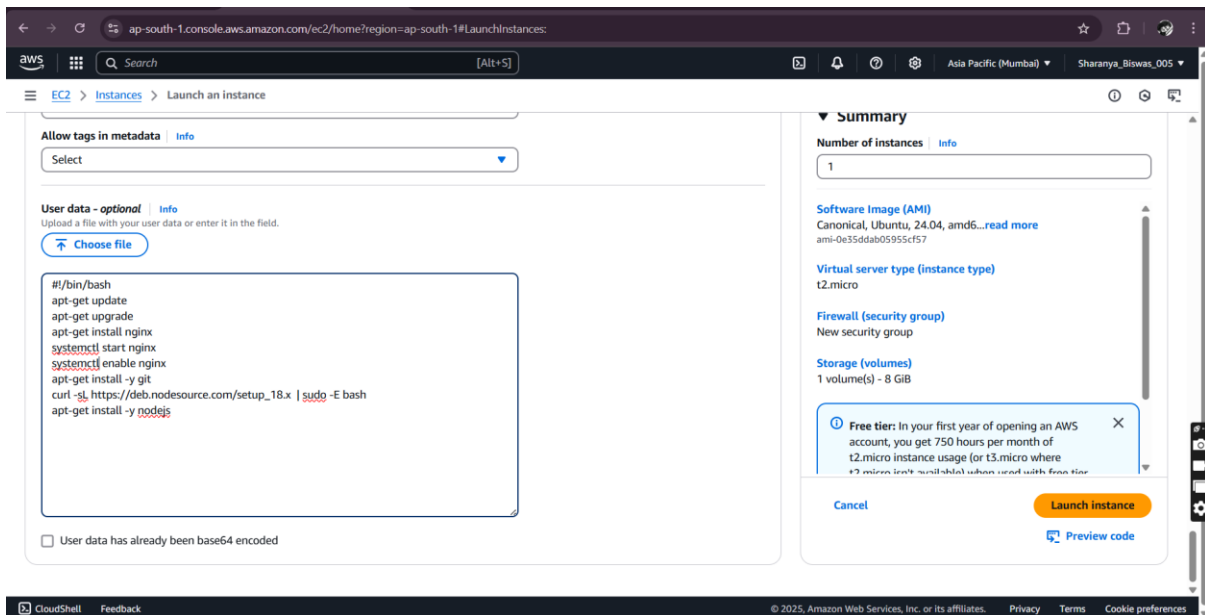 ap-south-1.console.aws.amazon.com/ec2/home?region=ap-south-1#LaunchInstances:
aws
Search
[Alt+S]
Asia Pacific (Mumbai) ▼
Sharanya_Biswas_005 ▼
EC2 > Instances > Launch an instance
Allow tags in metadata | Info
Select
User data - optional | Info
Upload a file with your user data or enter it in the field.
Choose file
#!/bin/bash
apt-get update
apt-get upgrade
apt-get install nginx
systemctl start nginx
systemctl enable nginx
apt-get install -y git
curl -sL https://deb.nodesource.com/setup_18.x | sudo -E bash
apt-get install -y nodejs
User data has already been base64 encoded
▼ Summary
Number of instances | Info
1
Software Image (AMI)
Canonical, Ubuntu, 24.04, amd6...read more
ami-0e35ddab05955cf57
Virtual server type (instance type)
t2.micro
Firewall (security group)
New security group
Storage (volumes)
1 volume(s) - 8 GiB
Free tier: In your first year of opening an AWS
account, you get 750 hours per month of
t2.micro instance usage (or t3.micro where
t2.micro isn't available) when used with free tier
Cancel
Launch instance
Preview code
CloudShell
Feedback
© 2025, Amazon Web Services, Inc. or its affiliates.
Privacy
Terms
Cookie preferences